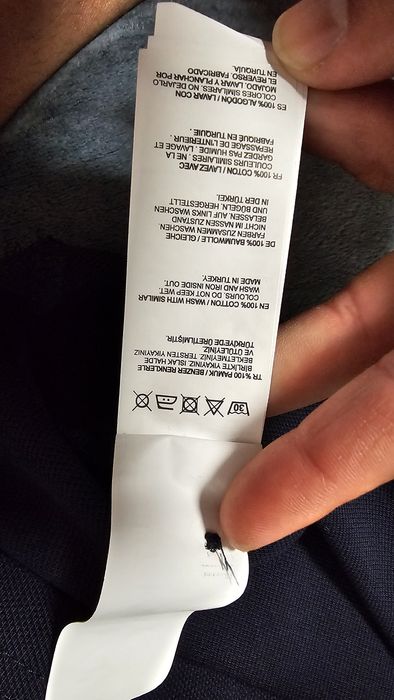 30
TR %100 PAMUK / BENZER RENKLERLE
BİRLİKTE YIKAYINIZ. ISLAK HALDE
BEKLETMEYİNİZ. TERSTEN YIKAYINIZ
VE ÜTÜLEYİNİZ.
TÜRKİYE'DE ÜRETİLMİŞTİR.
EN 100% COTTON / WASH WITH SIMILAR
COLOURS. DO NOT KEEP WET.
WASH AND IRON INSIDE OUT.
MADE IN TURKEY.
DE 100% BAUMWOLLE / GLEICHE
FARBEN ZUSAMMEN WASCHEN.
NICHT IM NASSEN ZUSTAND
BELASSEN. AUF LINKS WASCHEN
UND BÜGELN. HERGESTELLT
IN DER TÜRKEI.
FR 100% COTTON / LAVEZ AVEC
COULEURS SIMILAIRES . NE LA
GARDEZ PAS HUMIDE . LAVAGE ET
REPASSAGE DE L'INTERIEUR.
FABRIQUÉ EN TURQUIE .
ES 100% ALGODÓN / LAVAR CON
COLORES SIMILARES. NO DEJARLO
MOJADO. LAVAR Y PLANCHAR POR
EL REVERSO. FABRICADO
EN TURQUÍA.